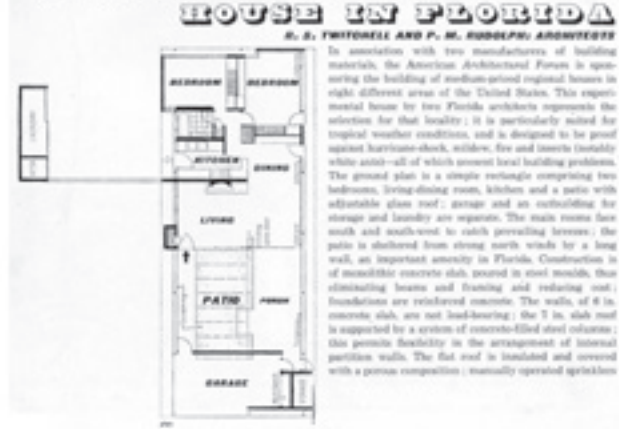 HOUSE IN FLORIDA
R. S. TWITCHELL AND P. M. RUDOLPH: ARCHITECTS
In association with two manufacturers of building
materials, the American Architectural Forum is spon-
soring the building of medium-priced regional houses in
eight different areas of the United States. This experi-
mental house by two Florida architects represents the
selection for that locality; it is particularly suited for
tropical weather conditions, and is designed to be proof
against hurricane-shock, mildew, fire and insects (notably
white ants)—all of which present local building problems.
The ground plan is a simple rectangle comprising two
bedrooms, living-dining room, kitchen and a patio with
adjustable glass roof; garage and an outbuilding for
storage and laundry are separate. The main rooms face
south and south-west to catch prevailing breezes; the
patio is sheltered from strong north winds by a long
wall, an important amenity in Florida. Construction is
of monolithic concrete slab, poured in steel moulds, thus
eliminating beams and framing and reducing cost;
foundations are reinforced concrete. The walls, of 6 in.
concrete slab, are not load-bearing; the 7 in. slab roof
is supported by a system of concrete-filled steel columns;
this permits flexibility in the arrangement of internal
partition walls. The flat roof is insulated and covered
with a porous composition; manually operated sprinklers
BEDROOM
BEDROOM
KITCHEN
DINING
LIVING
PATIO
PORCH
GARAGE